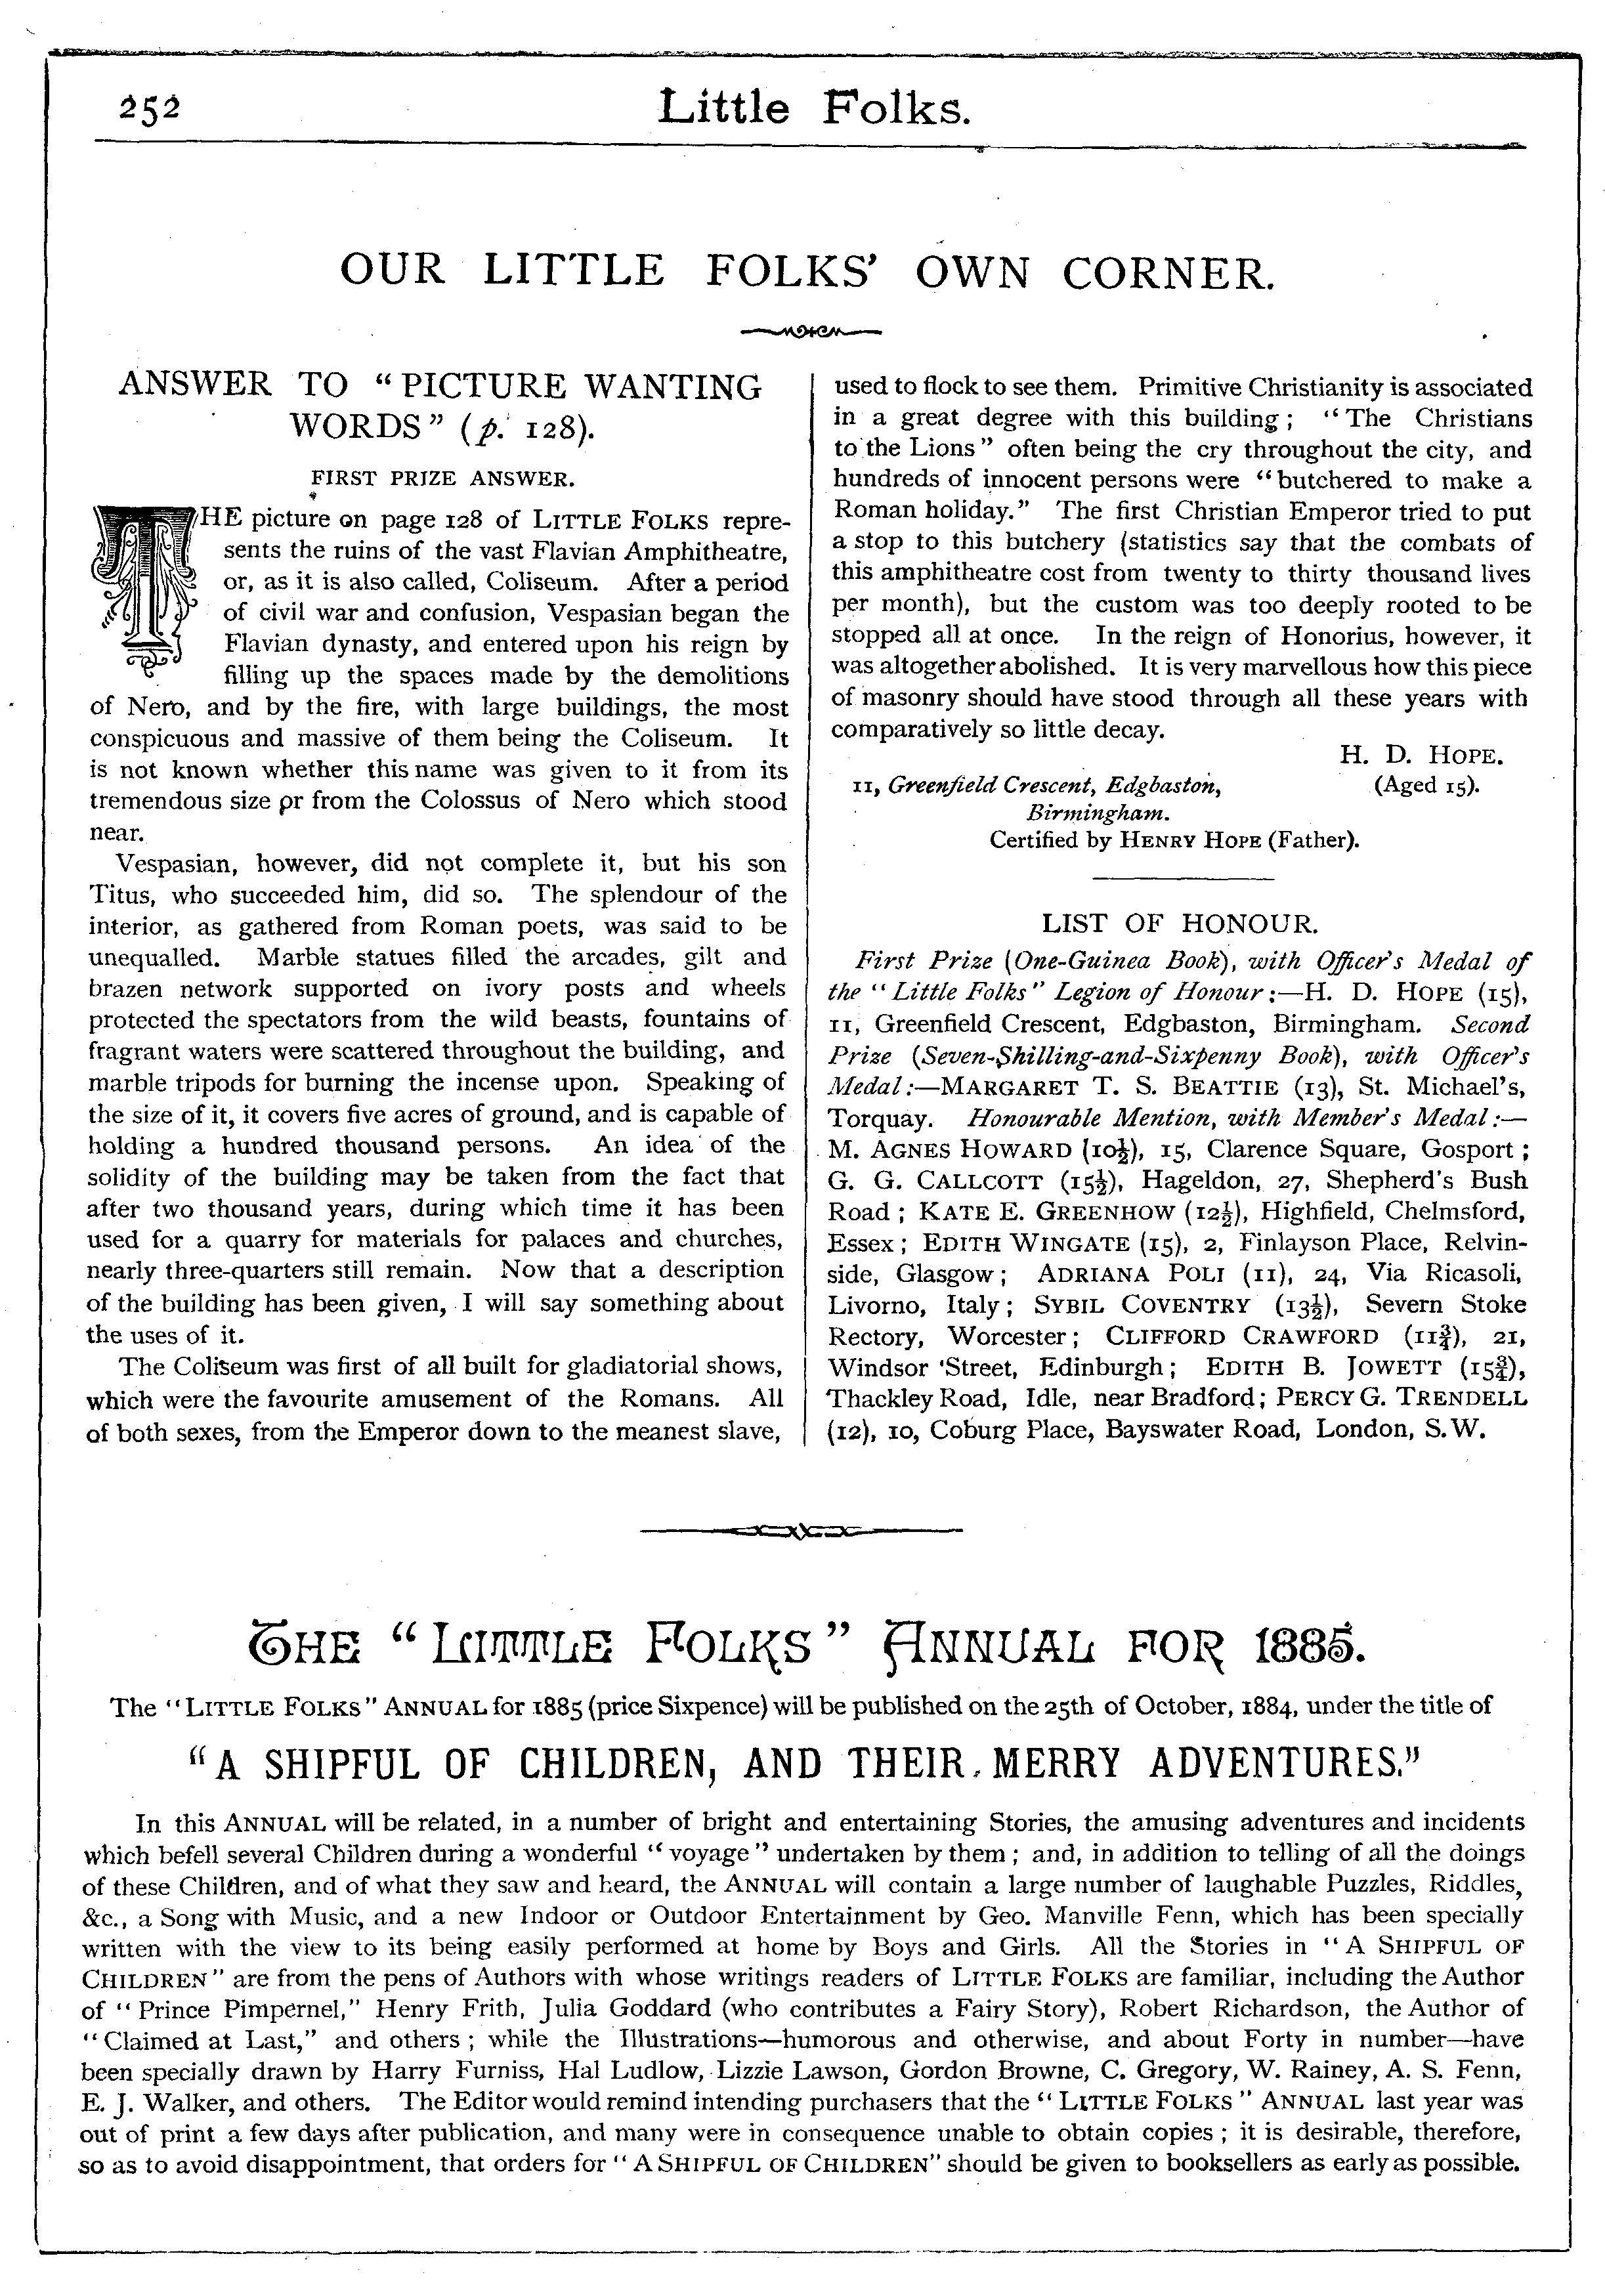 252
Little Folks.
OUR LITTLE FOLKS' OWN CORNER.
ANSWER TO "PICTURE WANTING
WORDS" (p. 128).
FIRST PRIZE ANSWER.
THE picture on page 128 of LITTLE FOLKS repre-
sents the ruins of the vast Flavian Amphitheatre,
or, as it is also called, Coliseum. After a period
of civil war and confusion, Vespasian began the
Flavian dynasty, and entered upon his reign by
filling up the spaces made by the demolitions
of Nero, and by the fire, with large buildings, the most
conspicuous and massive of them being the Coliseum. It
is not known whether this name was given to it from its
tremendous size or from the Colossus of Nero which stood
near.
Vespasian, however, did not complete it, but his son
Titus, who succeeded him, did so. The splendour of the
interior, as gathered from Roman poets, was said to be
unequalled. Marble statues filled the arcades, gilt and
brazen network supported on ivory posts and wheels
protected the spectators from the wild beasts, fountains of
fragrant waters were scattered throughout the building, and
marble tripods for burning the incense upon. Speaking of
the size of it, it covers five acres of ground, and is capable of
holding a hundred thousand persons. An idea of the
solidity of the building may be taken from the fact that
after two thousand years, during which time it has been
used for a quarry for materials for palaces and churches,
nearly three-quarters still remain. Now that a description
of the building has been given, I will say something about
the uses of it.
The Coliseum was first of all built for gladiatorial shows,
which were the favourite amusement of the Romans. All
of both sexes, from the Emperor down to the meanest slave,
used to flock to see them. Primitive Christianity is associated
in a great degree with this building; "The Christians
to the Lions" often being the cry throughout the city, and
hundreds of innocent persons were "butchered to make a
Roman holiday." The first Christian Emperor tried to put
a stop to this butchery (statistics say that the combats of
this amphitheatre cost from twenty to thirty thousand lives
per month), but the custom was too deeply rooted to be
stopped all at once. In the reign of Honorius, however, it
was altogether abolished. It is very marvellous how this piece
of masonry should have stood through all these years with
comparatively so little decay.
H. D. HOPE.
11, Greenfield Crescent, Edgbaston, (Aged 15).
Birmingham.
Certified by HENRY HOPE (Father).
LIST OF HONOUR.
First Prize (One-Guinea Book), with Officer's Medal of
the "Little Folks" Legion of Honour:—H. D. HOPE (15),
11, Greenfield Crescent, Edgbaston, Birmingham. Second
Prize (Seven-Shilling-and-Sixpenny Book), with Officer's
Medal:—MARGARET T. S. BEATTIE (13), St. Michael's,
Torquay. Honourable Mention, with Member's Medal:—
M. AGNES HOWARD (10½), 15, Clarence Square, Gosport;
G. G. CALLCOTT (15½), Hageldon, 27, Shepherd's Bush
Road; KATE E. GREENHOW (12½), Highfield, Chelmsford,
Essex; EDITH WINGATE (15), 2, Finlayson Place, Relvin-
side, Glasgow; ADRIANA POLI (11), 24, Via Ricasoli,
Livorno, Italy; SYBIL COVENTRY (13½), Severn Stoke
Rectory, Worcester; CLIFFORD CRAWFORD (11¾), 21,
Windsor Street, Edinburgh; EDITH B. JOWETT (15¾),
Thackley Road, Idle, near Bradford; PERCY G. TRENDELL
(12), 10, Coburg Place, Bayswater Road, London, S.W.
THE "LITTLE FOLKS" ANNUAL FOR 1885.
The "LITTLE FOLKS" ANNUAL for 1885 (price Sixpence) will be published on the 25th of October, 1884, under the title of
"A SHIPFUL OF CHILDREN, AND THEIR MERRY ADVENTURES."
In this ANNUAL will be related, in a number of bright and entertaining Stories, the amusing adventures and incidents
which befell several Children during a wonderful "voyage" undertaken by them; and, in addition to telling of all the doings
of these Children, and of what they saw and heard, the ANNUAL will contain a large number of laughable Puzzles, Riddles,
&c., a Song with Music, and a new Indoor or Outdoor Entertainment by Geo. Manville Fenn, which has been specially
written with the view to its being easily performed at home by Boys and Girls. All the Stories in "A SHIPFUL OF
CHILDREN" are from the pens of Authors with whose writings readers of LITTLE FOLKS are familiar, including the Author
of "Prince Pimpernel," Henry Frith, Julia Goddard (who contributes a Fairy Story), Robert Richardson, the Author of
"Claimed at Last," and others; while the Illustrations—humorous and otherwise, and about Forty in number—have
been specially drawn by Harry Furniss, Hal Ludlow, Lizzie Lawson, Gordon Browne, C. Gregory, W. Rainey, A. S. Fenn,
E. J. Walker, and others. The Editor would remind intending purchasers that the "LITTLE FOLKS" ANNUAL last year was
out of print a few days after publication, and many were in consequence unable to obtain copies; it is desirable, therefore,
so as to avoid disappointment, that orders for "A SHIPFUL OF CHILDREN" should be given to booksellers as early as possible.